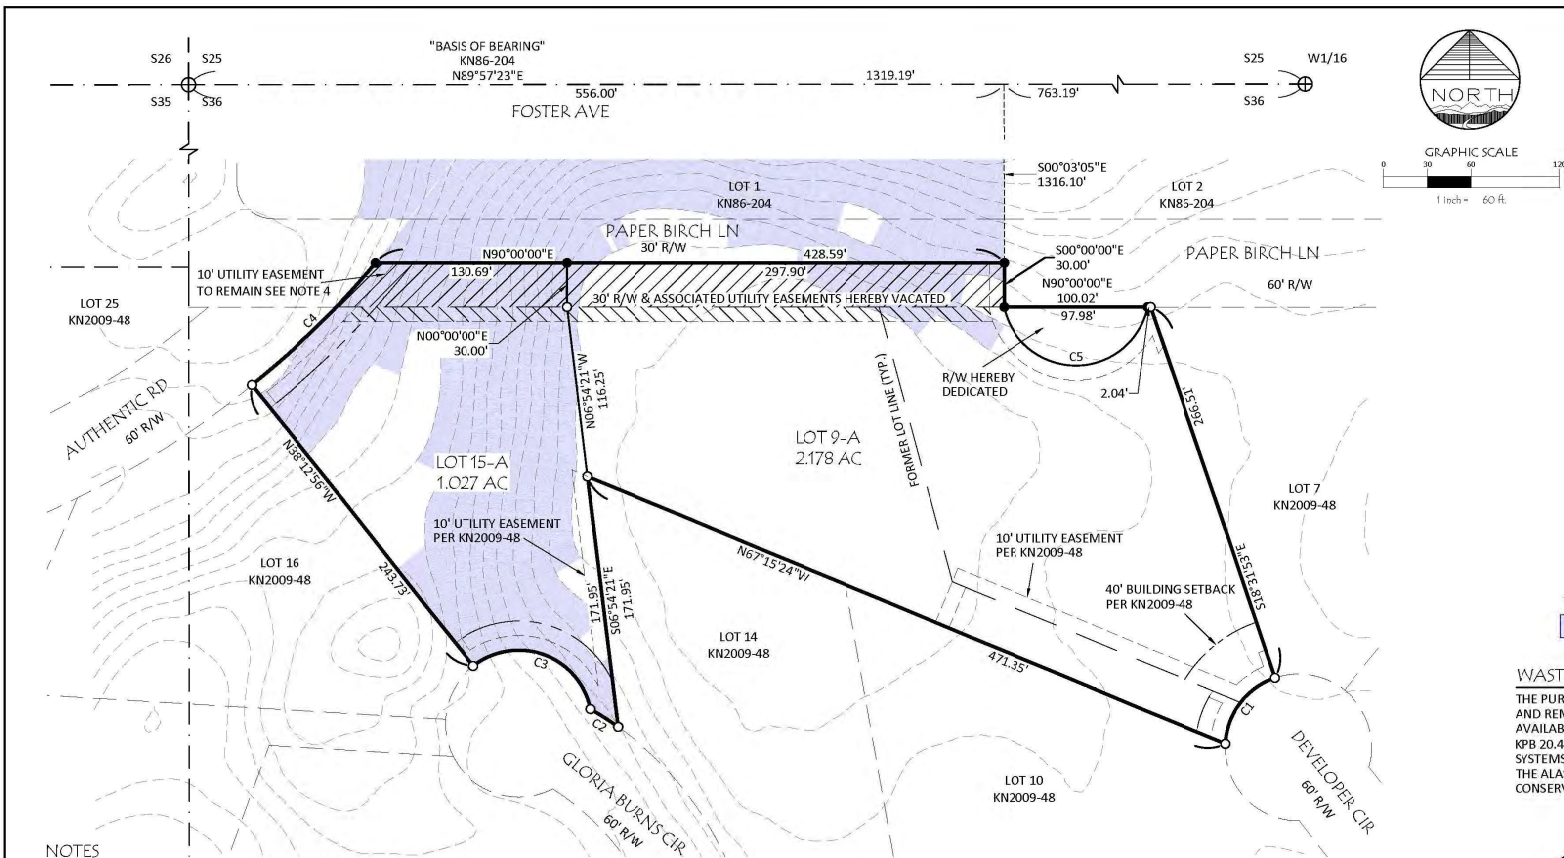 "BASIS OF BEARING"
KN86-204
N89°57'23"E
S26
S25
S35
S36
1319.19'
556.00'
763.19'
FOSTER AVE
S25
W1/16
S36
NORTH
GRAPHIC SCALE
0
30
60
120
1 inch = 60 ft.
LOT 1
KN86-204
S00°03'05"E
1316.10'
LOT 2
KN86-204
PAPER BIRCH LN
30' R/W
PAPER BIRCH LN
60' R/W
N90°00'00"E
428.59'
130.69'
297.90'
S00°00'00"E
30.00'
N90°00'00"E
100.02'
97.98'
10' UTILITY EASEMENT
TO REMAIN SEE NOTE 4
30' R/W & ASSOCIATED UTILITY EASEMENTS HEREBY VACATED
LOT 25
KN2009-48
C4
N00°00'00"E
30.00'
N06°54'21"W
116.25'
FORMER LOT LINE (TYP.)
R/W HEREBY
DEDICATED
C5
2.04'
266.51'
S18°31'53"E
AUTHENTIC RD
60' R/W
N38°12'56"W
243.73'
LOT 15-A
1.027 AC
LOT 9-A
2.178 AC
LOT 7
KN2009-48
10' UTILITY EASEMENT
PER KN2009-48
10' UTILITY EASEMENT
PER KN2009-48
N67°15'24"W
471.35'
40' BUILDING SETBACK
PER KN2009-48
LOT 16
KN2009-48
171.95'
S06°54'21"E
171.95'
LOT 14
KN2009-48
C3
C2
C1
GLORIA BURNS CIR
60' R/W
LOT 10
KN2009-48
DEVELOPER CIR
60' R/W
WAST
THE PUR
AND REM
AVAILAB
KPB 20.4
SYSTEMS
THE ALA
CONSERV
NOTES